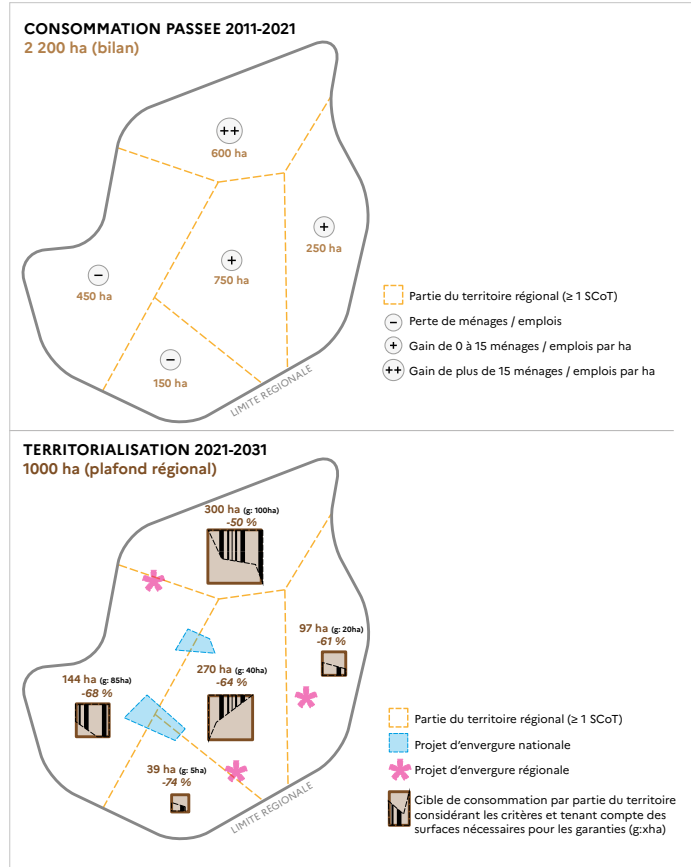 CONSOMMATION PASSEE 2011-2021
2 200 ha (bilan)
++
600 ha
+
250 ha
+
750 ha
−
450 ha
−
150 ha
LIMITE REGIONALE
Partie du territoire régional (≥ 1 SCoT)
− Perte de ménages / emplois
+ Gain de 0 à 15 ménages / emplois par ha
++ Gain de plus de 15 ménages / emplois par ha
TERRITORIALISATION 2021-2031
1000 ha (plafond régional)
300 ha (g: 100ha)
-50 %
97 ha (g: 20ha)
-61 %
270 ha (g: 40ha)
-64 %
144 ha (g: 85ha)
-68 %
39 ha (g: 5ha)
-74 %
LIMITE REGIONALE
Partie du territoire régional (≥ 1 SCoT)
Projet d'envergure nationale
Projet d'envergure régionale
Cible de consommation par partie du territoire
considérant les critères et tenant compte des
surfaces nécessaires pour les garanties (g:xha)